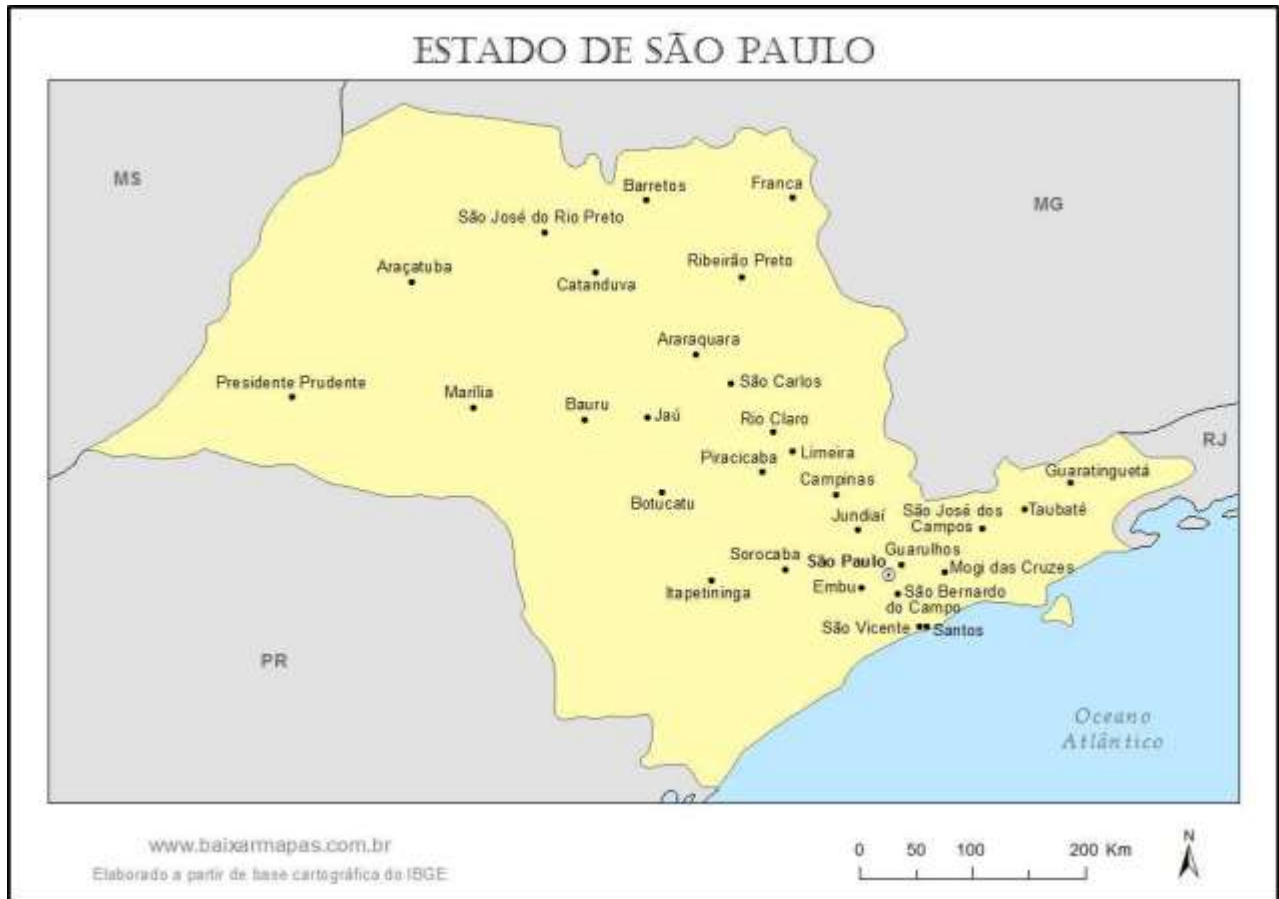 ESTADO DE SÃO PAULO
MS
MG
Barretos
Franca
São José do Rio Preto
Araçatuba
Catanduva
Ribeirão Preto
Araraquara
São Carlos
Presidente Prudente
Marília
Bauru
Jaú
Rio Claro
RJ
Limeira
Piracicaba
Guaratinguetá
Campinas
Botucatu
São José dos
Campos
Taubaté
Jundiaí
Guarulhos
Sorocaba
São Paulo
Mogi das Cruzes
Itapetininga
Embu
São Bernardo
do Campo
São Vicente
Santos
PR
Oceano
Atlântico
www.baixarmapas.com.br
Elaborado a partir de base cartográfica do IBGE
0 50 100 200 Km
N